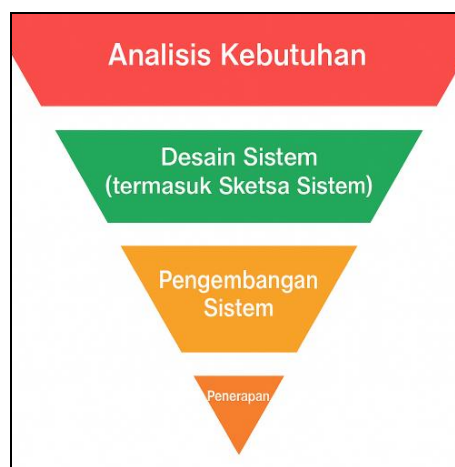 Analisis Kebutuhan
Desain Sistem
(termasuk Sketsa Sistem)
Pengembangan
Sistem
Penerapan